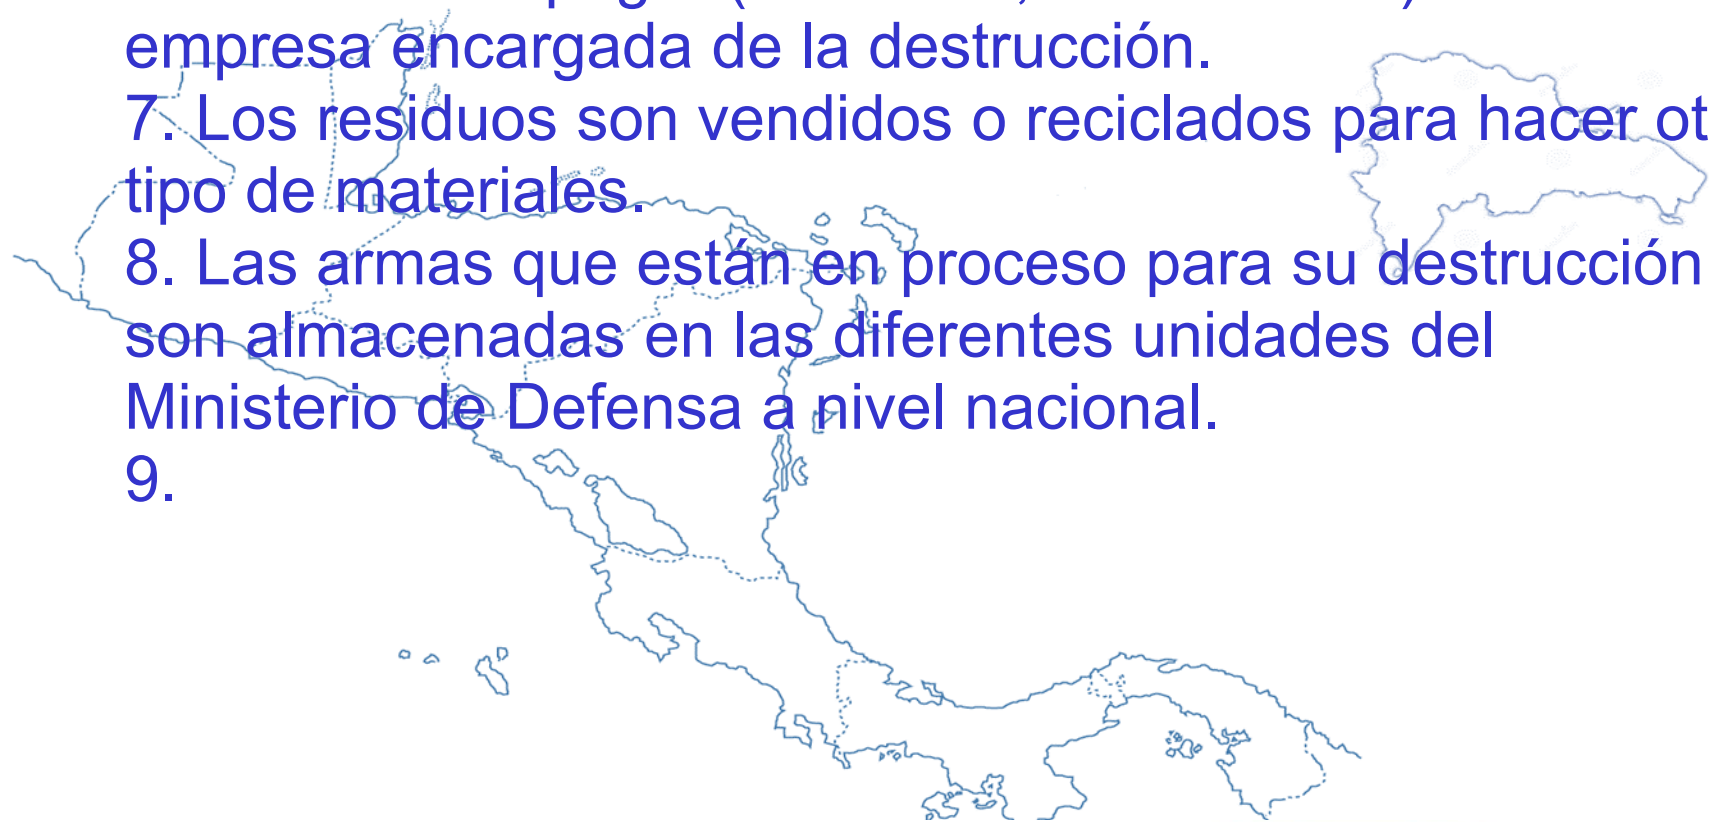 empresa encargada de la destrucción.
7. Los residuos son vendidos o reciclados para hacer ot
tipo de materiales.
8. Las armas que están en proceso para su destrucción
son almacenadas en las diferentes unidades del
Ministerio de Defensa a nivel nacional.
9.